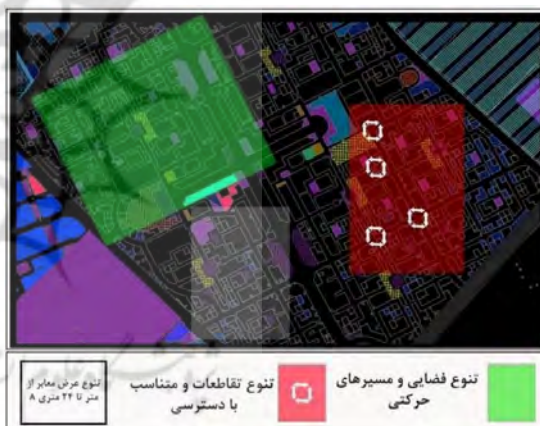 تنوع فضایی و مسیرهای
حرکتی
تنوع تقاطعات و متناسب
با دسترسی
تنوع عرض معابر از
۸ متر تا ۲۴ متری